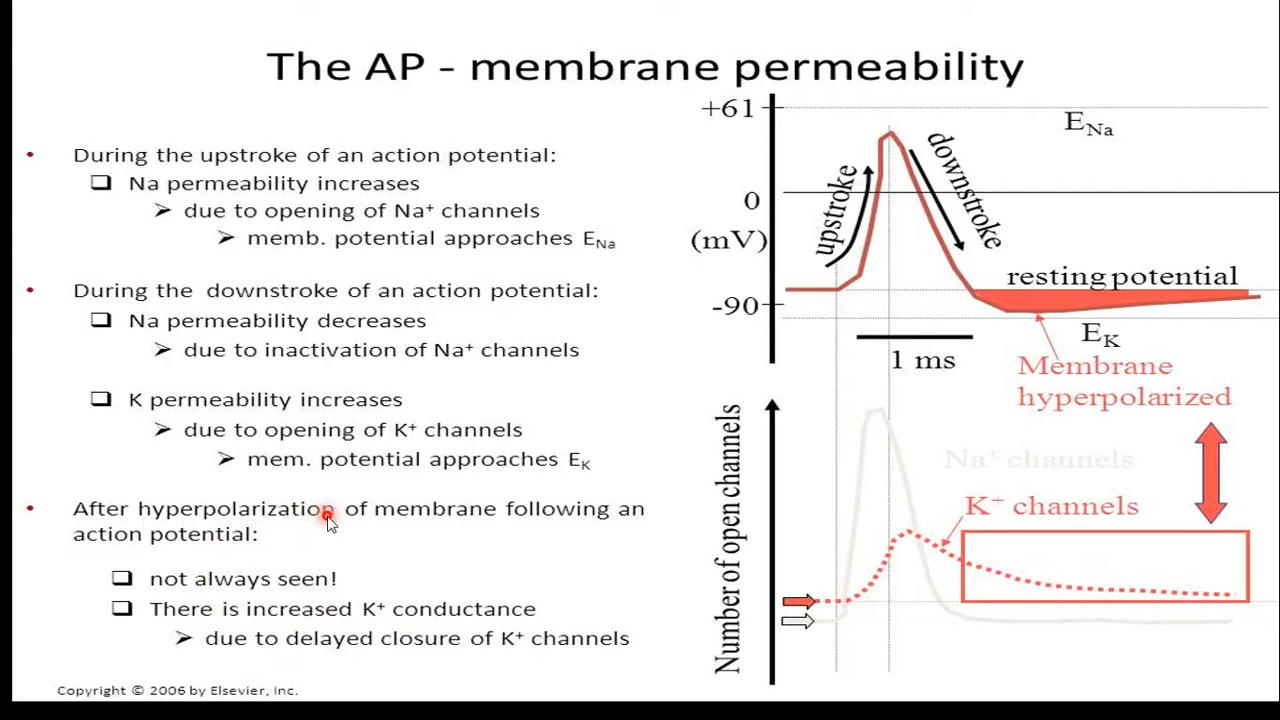 The AP - membrane permeability
• During the upstroke of an action potential:
❑ Na permeability increases
➢ due to opening of Na⁺ channels
➢ memb. potential approaches E_Na
• During the downstroke of an action potential:
❑ Na permeability decreases
➢ due to inactivation of Na⁺ channels
❑ K permeability increases
➢ due to opening of K⁺ channels
➢ mem. potential approaches E_K
• After hyperpolarization of membrane following an
action potential:
❑ not always seen!
❑ There is increased K⁺ conductance
➢ due to delayed closure of K⁺ channels
Copyright © 2006 by Elsevier, Inc.
+61
E_Na
upstroke
downstroke
0
(mV)
resting potential
-90
E_K
1 ms
Membrane
hyperpolarized
Number of open channels
Na⁺ channels
K⁺ channels